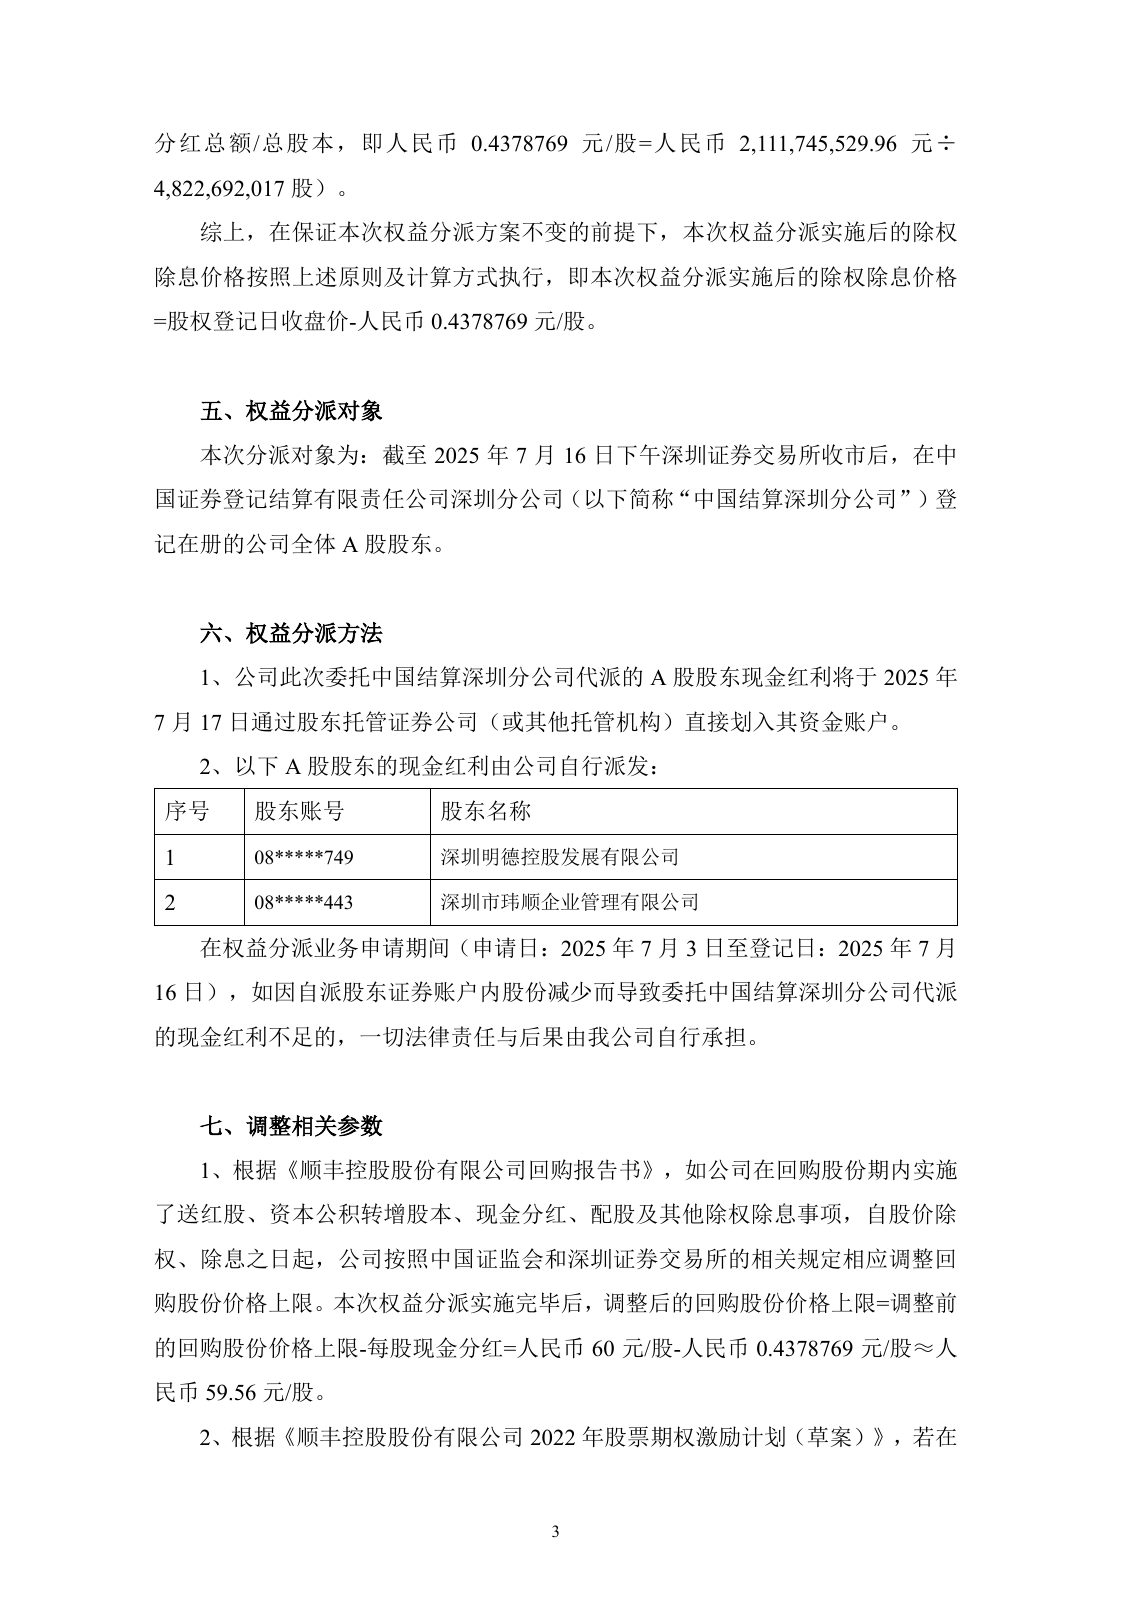 分红总额/总股本，即人民币 0.4378769 元/股=人民币 2,111,745,529.96 元÷
4,822,692,017 股）。
综上，在保证本次权益分派方案不变的前提下，本次权益分派实施后的除权
除息价格按照上述原则及计算方式执行，即本次权益分派实施后的除权除息价格
=股权登记日收盘价-人民币 0.4378769 元/股。
五、权益分派对象
本次分派对象为：截至 2025 年 7 月 16 日下午深圳证券交易所收市后，在中
国证券登记结算有限责任公司深圳分公司（以下简称“中国结算深圳分公司”）登
记在册的公司全体 A 股股东。
六、权益分派方法
1、公司此次委托中国结算深圳分公司代派的 A 股股东现金红利将于 2025 年
7 月 17 日通过股东托管证券公司（或其他托管机构）直接划入其资金账户。
2、以下 A 股股东的现金红利由公司自行派发：
序号 股东账号 股东名称
1 08*****749 深圳明德控股发展有限公司
2 08*****443 深圳市玮顺企业管理有限公司
在权益分派业务申请期间（申请日：2025 年 7 月 3 日至登记日：2025 年 7 月
16 日），如因自派股东证券账户内股份减少而导致委托中国结算深圳分公司代派
的现金红利不足的，一切法律责任与后果由我公司自行承担。
七、调整相关参数
1、根据《顺丰控股股份有限公司回购报告书》，如公司在回购股份期内实施
了送红股、资本公积转增股本、现金分红、配股及其他除权除息事项，自股价除
权、除息之日起，公司按照中国证监会和深圳证券交易所的相关规定相应调整回
购股份价格上限。本次权益分派实施完毕后，调整后的回购股份价格上限=调整前
的回购股份价格上限-每股现金分红=人民币 60 元/股-人民币 0.4378769 元/股≈人
民币 59.56 元/股。
2、根据《顺丰控股股份有限公司 2022 年股票期权激励计划（草案）》，若在
3